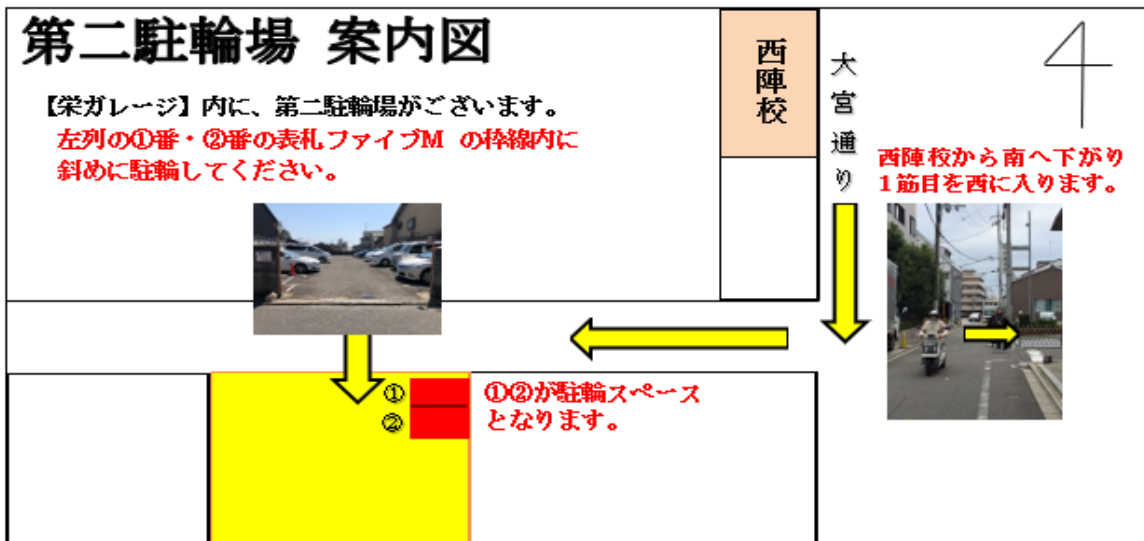 第二駐輪場 案内図
【栄ガレージ】内に、第二駐輪場がございます。
左列の①番・②番の表札ファイブM の枠線内に
斜めに駐輪してください。
西陣校
大宮通り
西陣校から南へ下がり
1筋目を西に入ります。
①
②
①②が駐輪スペース
となります。